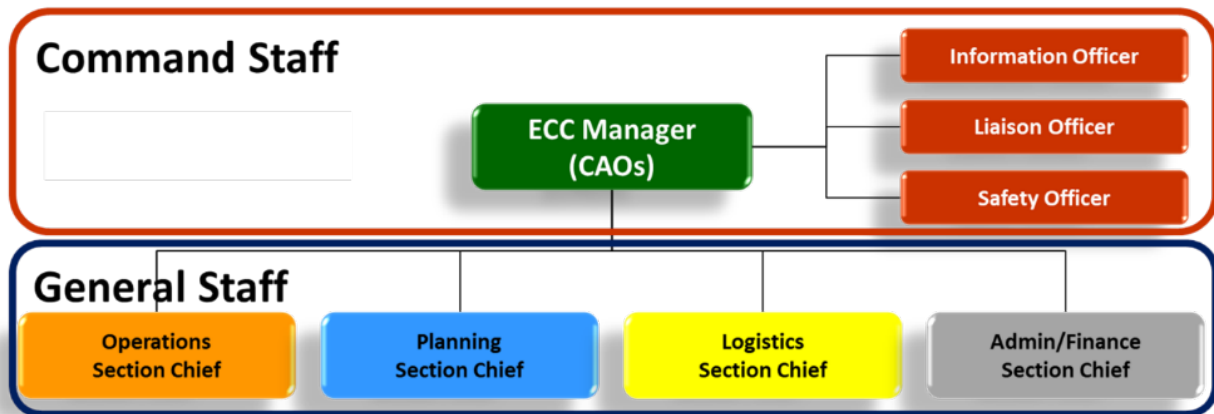 Command Staff
Information Officer
ECC Manager
(CAOs)
Liaison Officer
Safety Officer
General Staff
Operations
Section Chief
Planning
Section Chief
Logistics
Section Chief
Admin/Finance
Section Chief